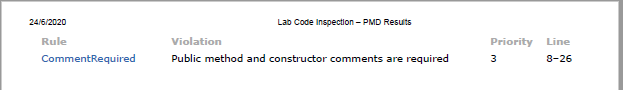 24/6/2020 Lab Code Inspection – PMD Results
Rule Violation Priority Line
CommentRequired Public method and constructor comments are required 3 8–26